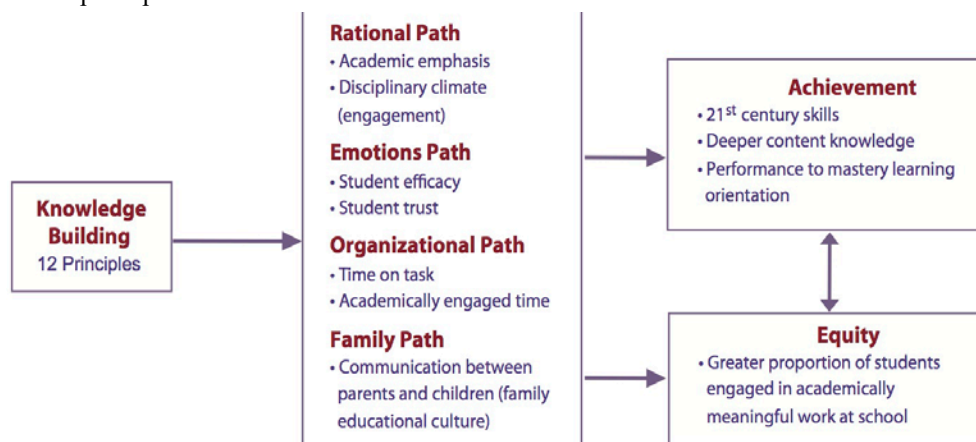 Knowledge
Building
12 Principles
Rational Path
• Academic emphasis
• Disciplinary climate
(engagement)
Emotions Path
• Student efficacy
• Student trust
Organizational Path
• Time on task
• Academically engaged time
Family Path
• Communication between
parents and children (family
educational culture)
Achievement
• 21st century skills
• Deeper content knowledge
• Performance to mastery learning
orientation
Equity
• Greater proportion of students
engaged in academically
meaningful work at school